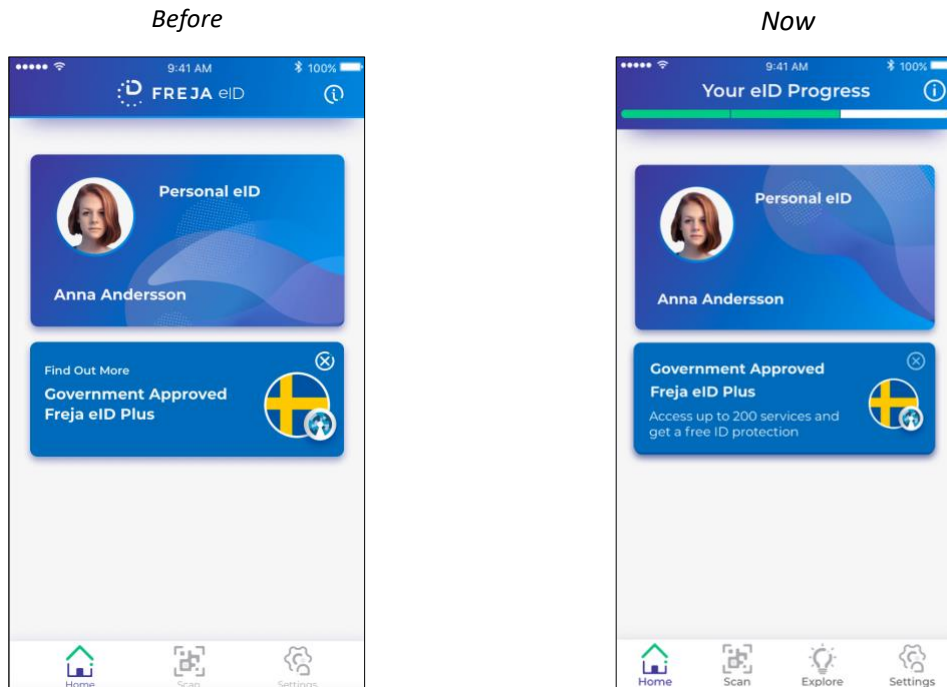 Before
9:41 AM
100%
FREJA eID
Personal eID
Anna Andersson
Find Out More
Government Approved
Freja eID Plus
Home
Scan
Settings
Now
9:41 AM
100%
Your eID Progress
Personal eID
Anna Andersson
Government Approved
Freja eID Plus
Access up to 200 services and
get a free ID protection
Home
Scan
Explore
Settings